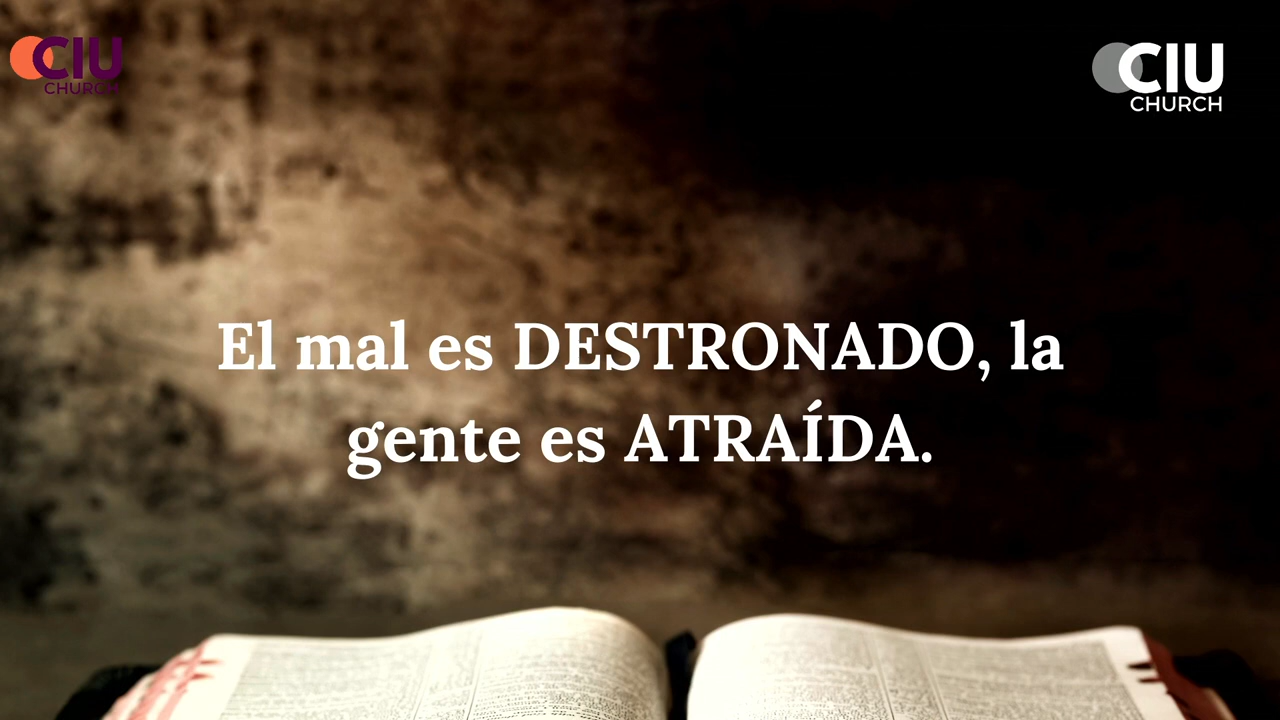 CIU
CHURCH
CIU
CHURCH
El mal es DESTRONADO, la
gente es ATRAÍDA.